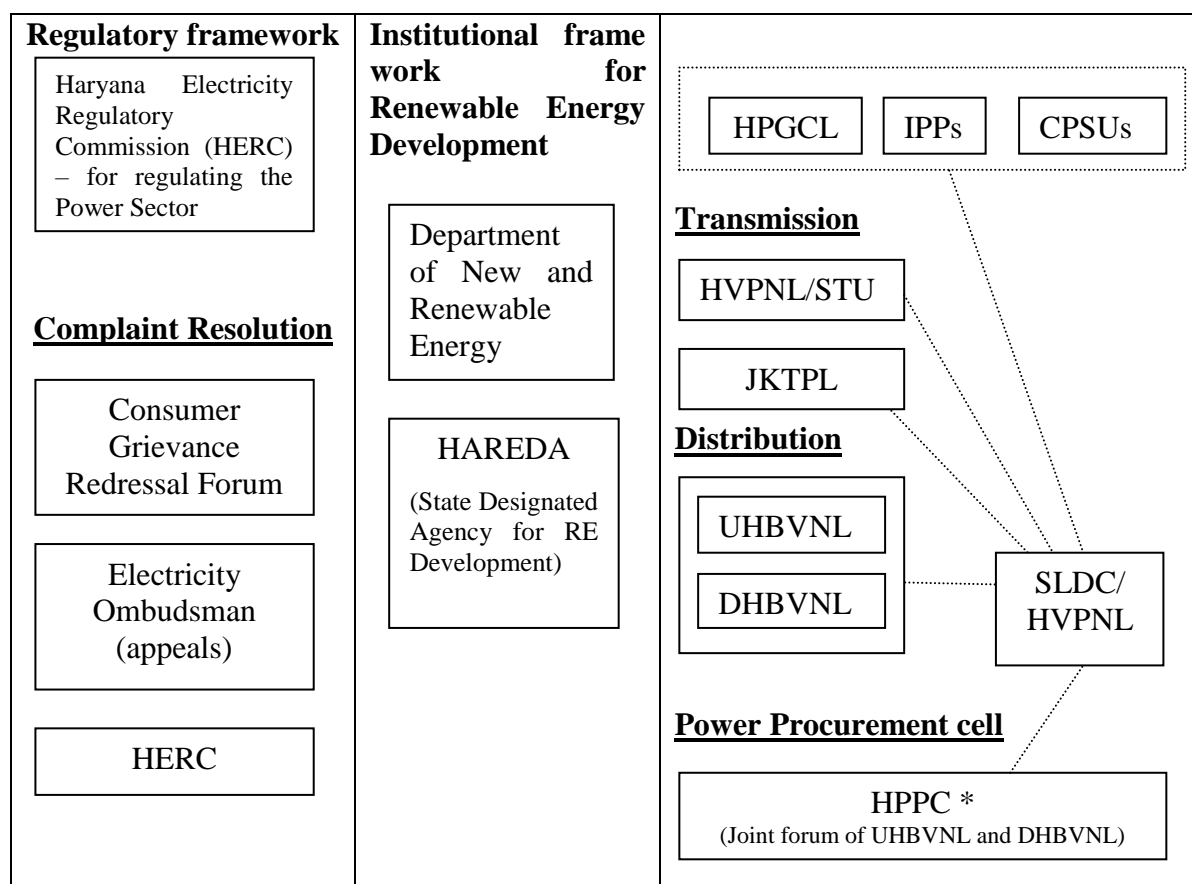 Regulatory framework
Haryana Electricity
Regulatory
Commission (HERC)
– for regulating the
Power Sector
Complaint Resolution
Consumer
Grievance
Redressal Forum
Electricity
Ombudsman
(appeals)
HERC
Institutional frame
work for
Renewable Energy
Development
Department
of New and
Renewable
Energy
HAREDA
(State Designated
Agency for RE
Development)
HPGCL
IPPs
CPSUs
Transmission
HVPNL/STU
JKTPL
Distribution
UHBVNL
DHBVNL
SLDC/
HVPNL
Power Procurement cell
HPPC *
(Joint forum of UHBVNL and DHBVNL)